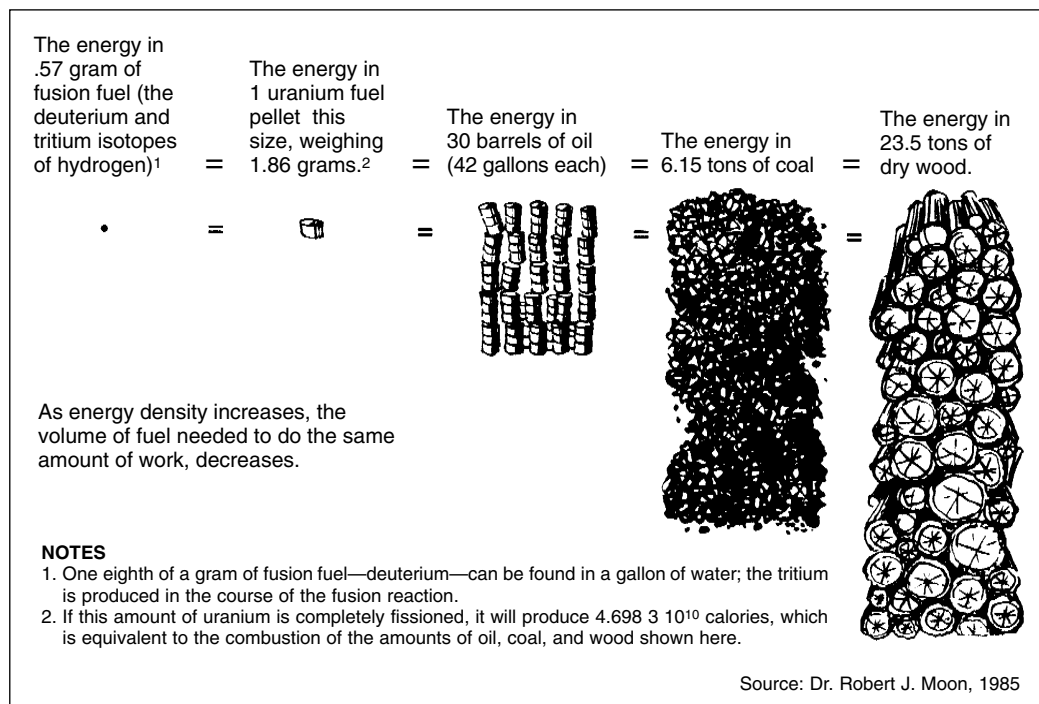 The energy in
.57 gram of
fusion fuel (the
deuterium and
tritium isotopes
of hydrogen)1
=
The energy in
1 uranium fuel
pellet this
size, weighing
1.86 grams.2
=
The energy in
30 barrels of oil
(42 gallons each)
=
The energy in
6.15 tons of coal
=
The energy in
23.5 tons of
dry wood.
=
=
=
=
As energy density increases, the
volume of fuel needed to do the same
amount of work, decreases.
NOTES
1. One eighth of a gram of fusion fuel—deuterium—can be found in a gallon of water; the tritium
is produced in the course of the fusion reaction.
2. If this amount of uranium is completely fissioned, it will produce 4.698 3 1010 calories, which
is equivalent to the combustion of the amounts of oil, coal, and wood shown here.
Source: Dr. Robert J. Moon, 1985